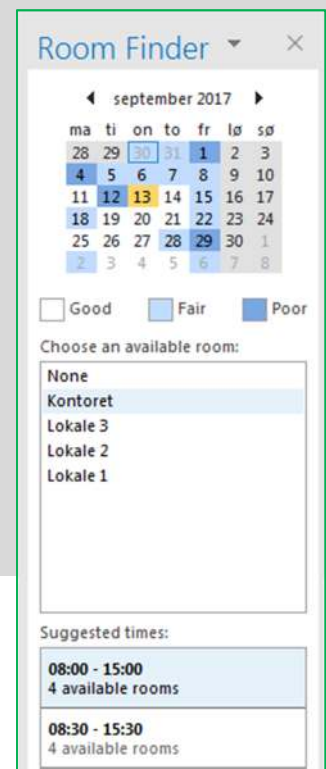 Room Finder
september 2017
ma ti on to fr lø sø
28 29 30 31 1 2 3
4 5 6 7 8 9 10
11 12 13 14 15 16 17
18 19 20 21 22 23 24
25 26 27 28 29 30 1
2 3 4 5 6 7 8
Good Fair Poor
Choose an available room:
None
Kontoret
Lokale 3
Lokale 2
Lokale 1
Suggested times:
08:00 - 15:00
4 available rooms
08:30 - 15:30
4 available rooms